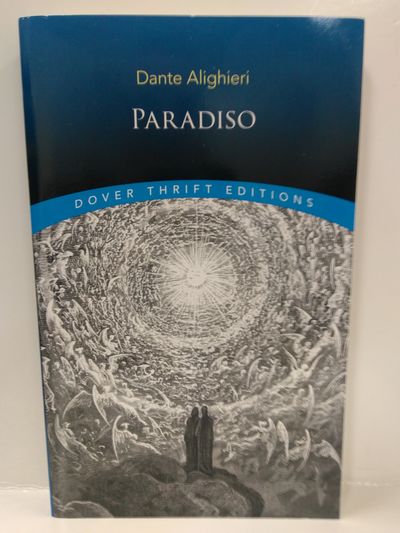 Dante Alighieri
PARADISO
DOVER THRIFT EDITIONS